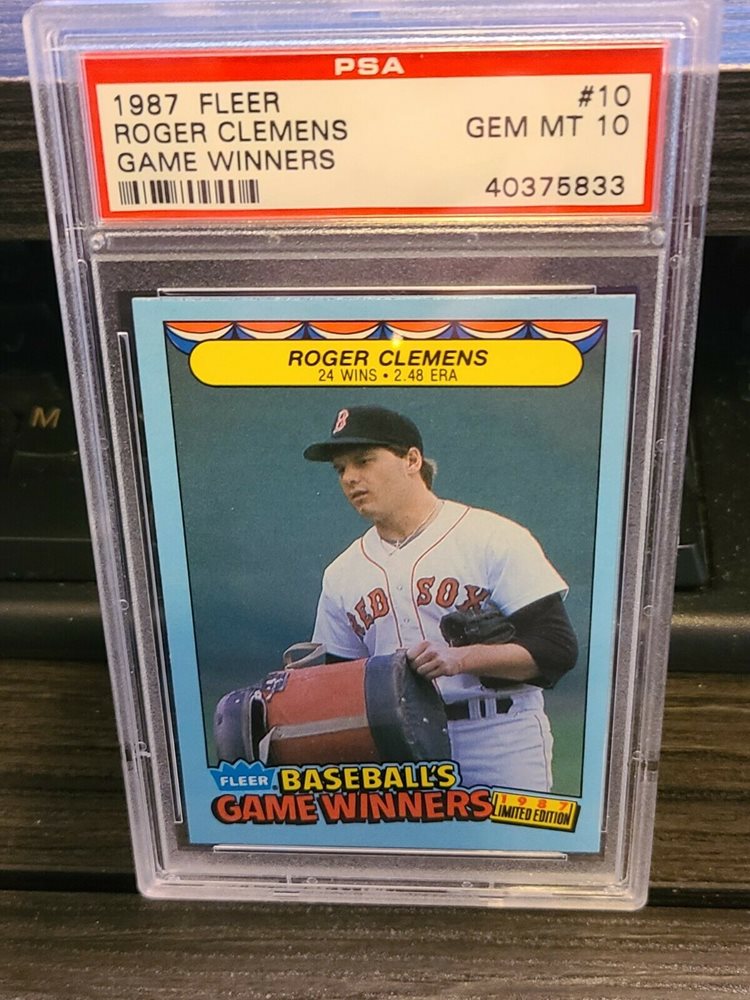 PSA
1987 FLEER #10
ROGER CLEMENS GEM MT 10
GAME WINNERS
40375833
ROGER CLEMENS
24 WINS • 2.48 ERA
B
RED SOX
FLEER BASEBALL'S
GAME WINNERS 1987
LIMITED EDITION
M